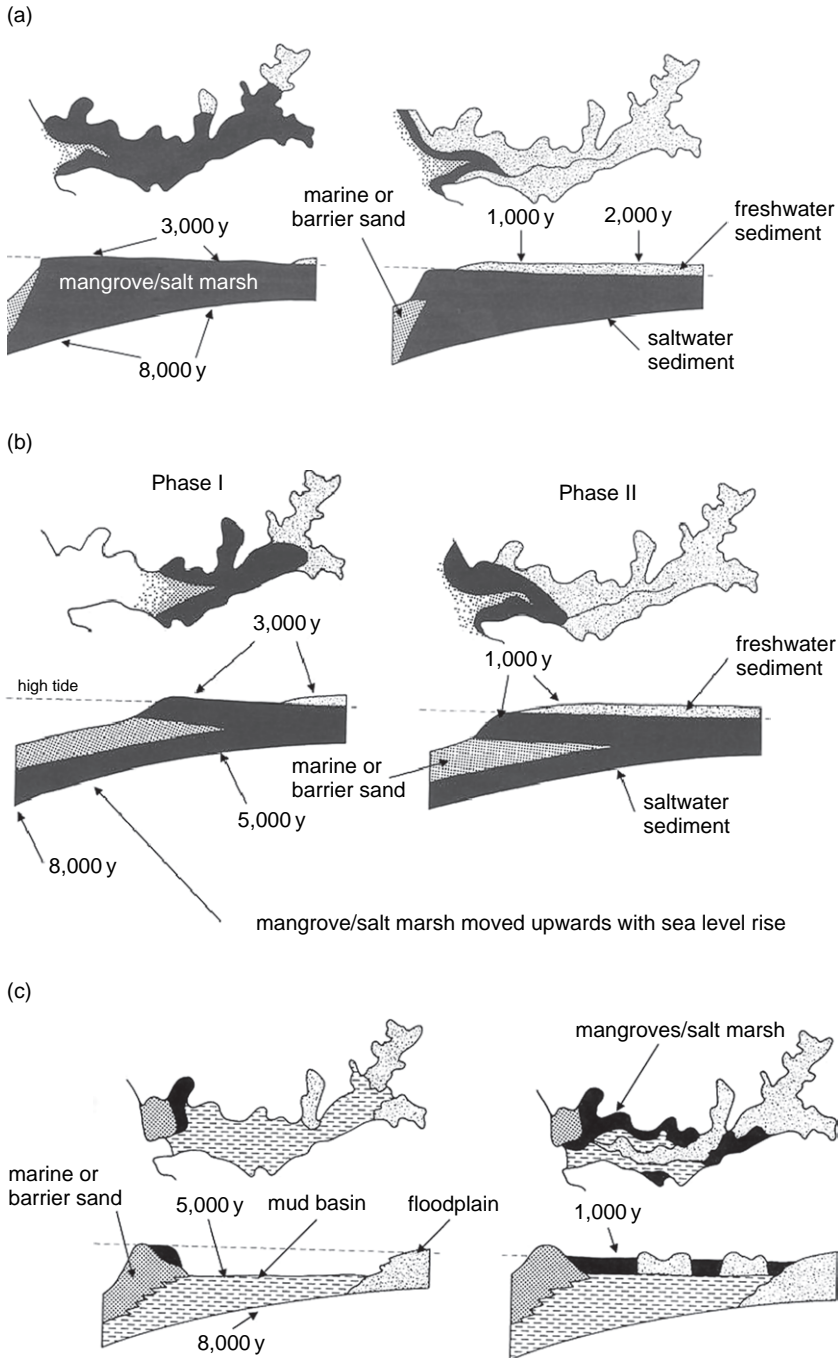 (a)
marine or
barrier sand
3,000 y
1,000 y
2,000 y
freshwater
sediment
mangrove/salt marsh
8,000 y
saltwater
sediment
(b)
Phase I
Phase II
3,000 y
freshwater
sediment
high tide
1,000 y
marine or
barrier sand
5,000 y
saltwater
sediment
8,000 y
mangrove/salt marsh moved upwards with sea level rise
(c)
mangroves/salt marsh
marine or
barrier sand
5,000 y
mud basin
floodplain
1,000 y
8,000 y